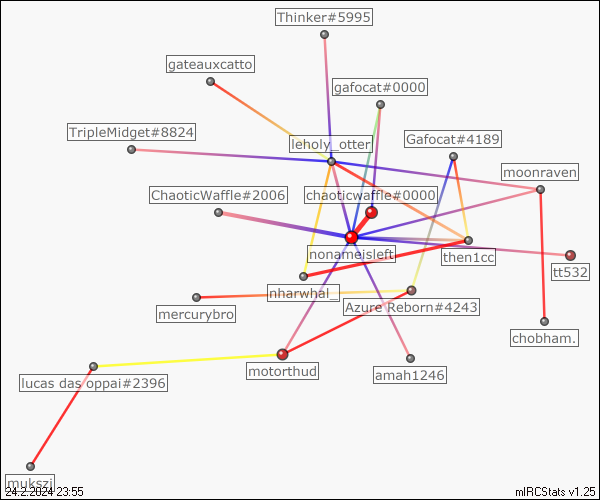 Thinker#5995
gateauxcatto
gafocat#0000
TripleMidget#8824
leholy_otter
Gafocat#4189
moonraven
ChaoticWaffle#2006
chaoticwaffle#0000
nonameisleft
then1cc
tt532
nharwhal_
Azure Reborn#4243
mercurybro
chobham.
motorthud
amah1246
lucas das oppai#2396
mukszi
24.2.2024 23:55
mIRCStats v1.25